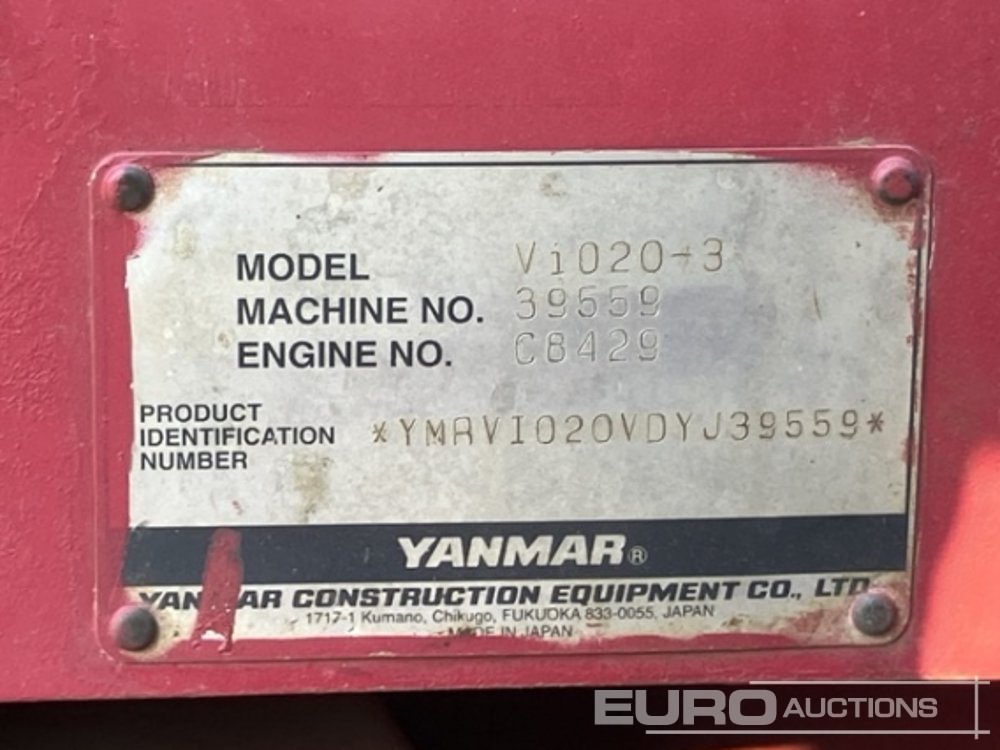 MODEL Vi020-3
MACHINE NO. 39559
ENGINE NO. C8429
PRODUCT
IDENTIFICATION *YMRVI020VDYJ39559*
NUMBER
YANMAR®
YANMAR CONSTRUCTION EQUIPMENT CO., LTD.
1717-1 Kumano, Chikugo, FUKUOKA 833-0055, JAPAN
MADE IN JAPAN
EURO AUCTIONS